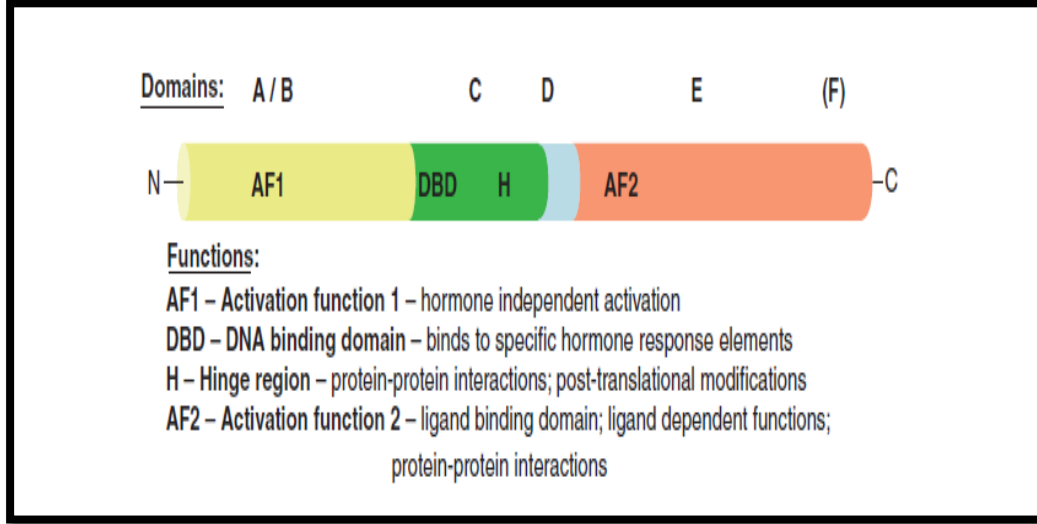 Domains: A / B C D E (F)
N AF1 DBD H AF2 C
Functions:
AF1 – Activation function 1 – hormone independent activation
DBD – DNA binding domain – binds to specific hormone response elements
H – Hinge region – protein-protein interactions; post-translational modifications
AF2 – Activation function 2 – ligand binding domain; ligand dependent functions;
protein-protein interactions